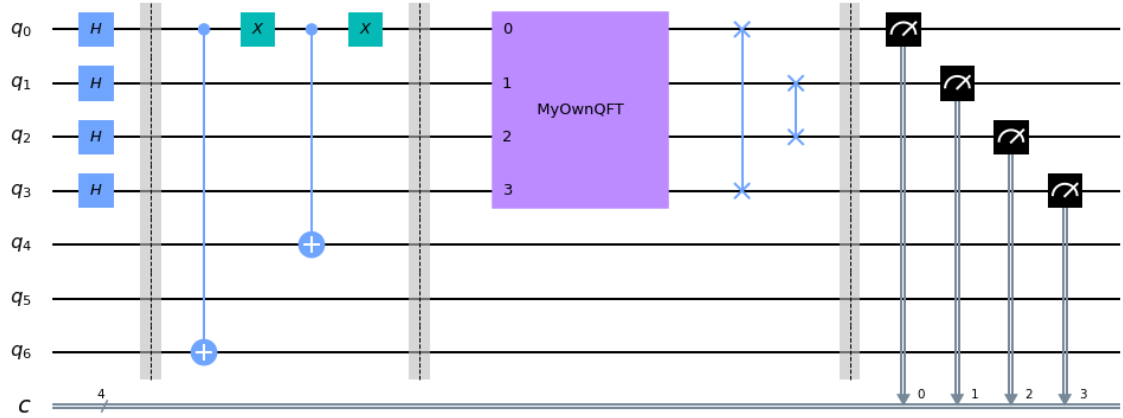 q0 H X X 0
q1 H 1
MyOwnQFT
q2 H 2
q3 H 3
q4
q5
q6
c 4 0 1 2 3